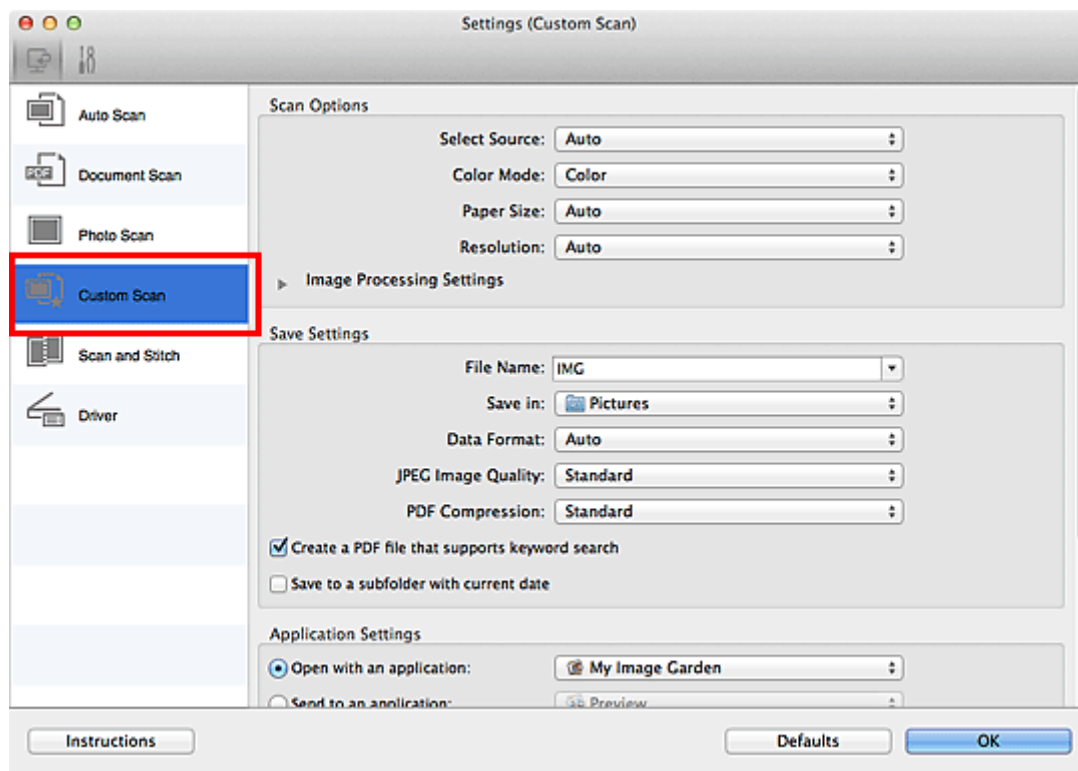 Settings (Custom Scan)
Auto Scan
PDF
Document Scan
Photo Scan
Custom Scan
Scan and Stitch
Driver
Scan Options
Select Source: Auto
Color Mode: Color
Paper Size: Auto
Resolution: Auto
Image Processing Settings
Save Settings
File Name: IMG
Save in: Pictures
Data Format: Auto
JPEG Image Quality: Standard
PDF Compression: Standard
Create a PDF file that supports keyword search
Save to a subfolder with current date
Application Settings
Open with an application: My Image Garden
Send to an application: Preview
Instructions
Defaults
OK